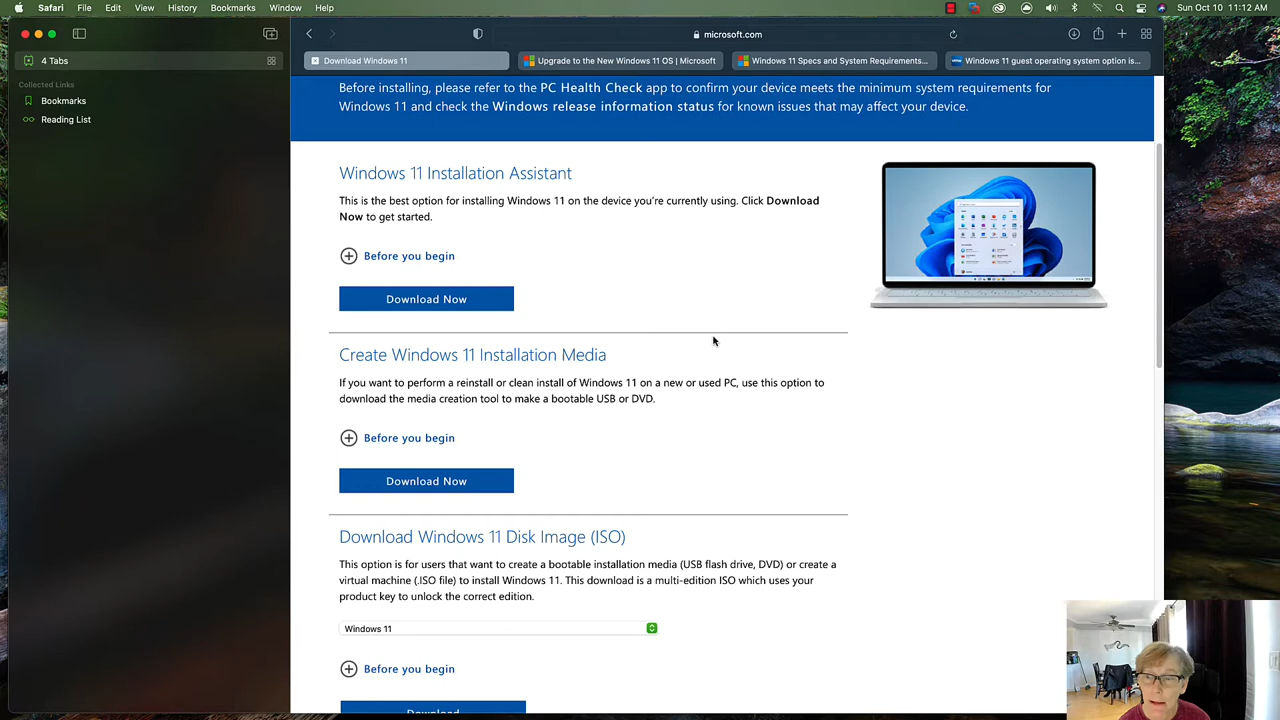 Safari File Edit View History Bookmarks Window Help
Sun Oct 10 11:12 AM
microsoft.com
4 Tabs
Download Windows 11
Upgrade to the New Windows 11 OS | Microsoft
Windows 11 Specs and System Requirements...
Windows 11 guest operating system option is...
Collected Links
Bookmarks
Reading List
Before installing, please refer to the PC Health Check app to confirm your device meets the minimum system requirements for
Windows 11 and check the Windows release information status for known issues that may affect your device.
Windows 11 Installation Assistant
This is the best option for installing Windows 11 on the device you're currently using. Click Download
Now to get started.
Before you begin
Download Now
Create Windows 11 Installation Media
If you want to perform a reinstall or clean install of Windows 11 on a new or used PC, use this option to
download the media creation tool to make a bootable USB or DVD.
Before you begin
Download Now
Download Windows 11 Disk Image (ISO)
This option is for users that want to create a bootable installation media (USB flash drive, DVD) or create a
virtual machine (.ISO file) to install Windows 11. This download is a multi-edition ISO which uses your
product key to unlock the correct edition.
Windows 11
Before you begin
Download